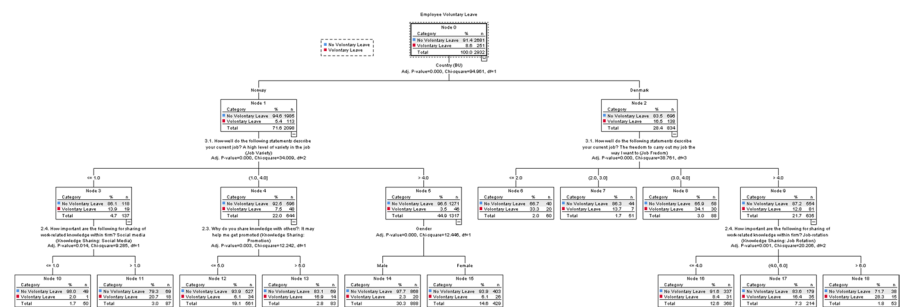 Employee Voluntary Leave
Node 0
Category % n
No Voluntary Leave 91.4 2681
Voluntary Leave 8.6 251
Total 100.0 2932
No Voluntary Leave
Voluntary Leave
Country (BU)
Adj. P-value=0.000, Chi-square=94.961, df=1
Norway
Denmark
Node 1
Category % n
No Voluntary Leave 94.6 1985
Voluntary Leave 5.4 113
Total 71.6 2098
Node 2
Category % n
No Voluntary Leave 83.5 696
Voluntary Leave 16.5 138
Total 28.4 834
3.1. How well do the following statements describe
your current job? A high level of variety in the job
(Job Variety)
Adj. P-value=0.000, Chi-square=34.009, df=2
3.1. How well do the following statements describe
your current job? The freedom to carry out my job the
way I want to (Job Fredom)
Adj. P-value=0.000, Chi-square=38.761, df=3
<= 1.0
(1.0, 4.0]
> 4.0
<= 2.0
(2.0, 3.0]
(3.0, 4.0]
> 4.0
Node 3
Category % n
No Voluntary Leave 86.1 118
Voluntary Leave 13.9 19
Total 4.7 137
Node 4
Category % n
No Voluntary Leave 92.5 596
Voluntary Leave 7.5 48
Total 22.0 644
Node 5
Category % n
No Voluntary Leave 96.5 1271
Voluntary Leave 3.5 46
Total 44.9 1317
Node 6
Category % n
No Voluntary Leave 66.7 40
Voluntary Leave 33.3 20
Total 2.0 60
Node 7
Category % n
No Voluntary Leave 86.3 44
Voluntary Leave 13.7 7
Total 1.7 51
Node 8
Category % n
No Voluntary Leave 65.9 58
Voluntary Leave 34.1 30
Total 3.0 88
Node 9
Category % n
No Voluntary Leave 87.2 554
Voluntary Leave 12.8 81
Total 21.7 635
2.4. How important are the following for sharing of
work-related knowledge within firm? Social media
(Knowledge Sharing: Social Media)
Adj. P-value=0.014, Chi-square=9.265, df=1
2.3. Why do you share knowledge with others?: It may
help me get promoted (Knowledge Sharing:
Promotion)
Adj. P-value=0.003, Chi-square=12.242, df=1
Gender
Adj. P-value=0.000, Chi-square=12.446, df=1
2.4. How important are the following for sharing of
work-related knowledge within firm? Job rotation
(Knowledge Sharing: Job Rotation)
Adj. P-value=0.001, Chi-square=20.206, df=2
<= 1.0
> 1.0
<= 5.0
> 5.0
Male
Female
<= 4.0
(4.0, 6.0]
> 6.0
Node 10
Category % n
No Voluntary Leave 98.0 49
Voluntary Leave 2.0 1
Total 1.7 50
Node 11
Category % n
No Voluntary Leave 79.3 69
Voluntary Leave 20.7 18
Total 3.0 87
Node 12
Category % n
No Voluntary Leave 93.9 527
Voluntary Leave 6.1 34
Total 19.1 561
Node 13
Category % n
No Voluntary Leave 83.1 69
Voluntary Leave 16.9 14
Total 2.8 83
Node 14
Category % n
No Voluntary Leave 97.7 868
Voluntary Leave 2.3 20
Total 30.3 888
Node 15
Category % n
No Voluntary Leave 93.9 403
Voluntary Leave 6.1 26
Total 14.6 429
Node 16
Category % n
No Voluntary Leave 91.6 337
Voluntary Leave 8.4 31
Total 12.6 368
Node 17
Category % n
No Voluntary Leave 83.6 179
Voluntary Leave 16.4 35
Total 7.3 214
Node 18
Category % n
No Voluntary Leave 71.7 38
Voluntary Leave 28.3 15
Total 1.8 53